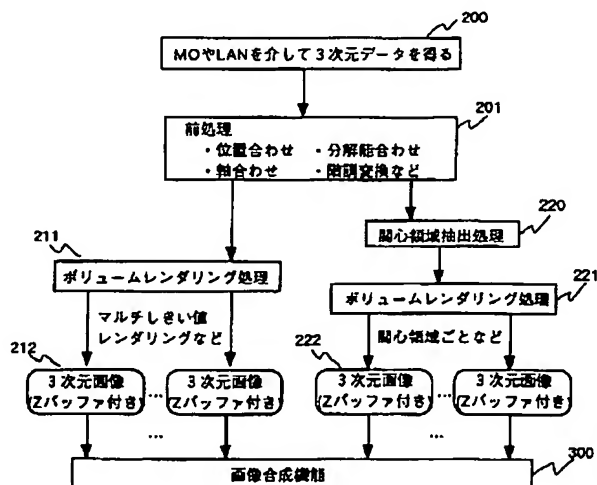 200
MOやLANを介して3次元データを得る
201
前処理
・位置合わせ ・分解能合わせ
・軸合わせ ・階調変換など
220
関心領域抽出処理
211
ボリュームレンダリング処理
221
ボリュームレンダリング処理
マルチしきい値
レンダリングなど
関心領域ごとなど
212
222
3次元画像
(Zバッファ付き)
...
3次元画像
(Zバッファ付き)
3次元画像
(Zバッファ付き)
...
3次元画像
(Zバッファ付き)
...
...
300
画像合成機能